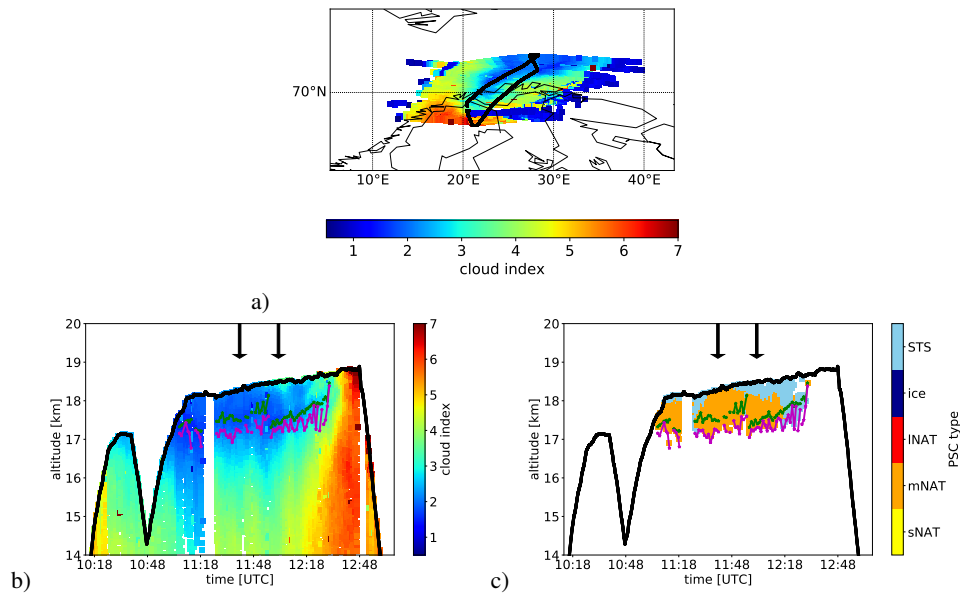 70°N
10°E 20°E 30°E 40°E
1 2 3 4 5 6 7
cloud index
a)
20
19
18
17
16
15
14
altitude [km]
10:18 10:48 11:18 11:48 12:18 12:48
time [UTC]
7
6
5
4
3
2
1
cloud index
b)
20
19
18
17
16
15
14
altitude [km]
10:18 10:48 11:18 11:48 12:18 12:48
time [UTC]
STS
ice
lNAT
mNAT
sNAT
PSC type
c)